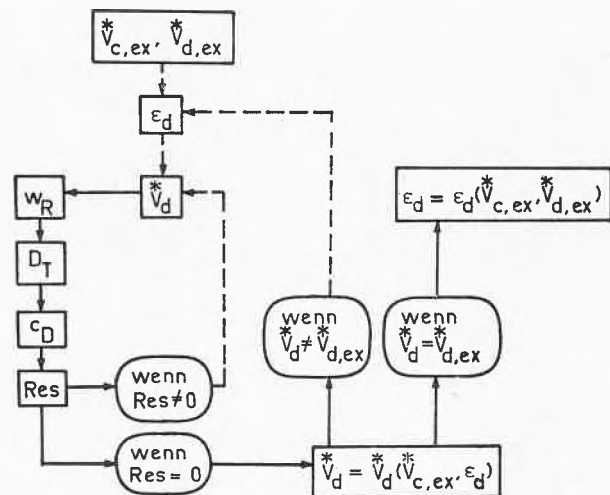 V̽c,ex, V̽d,ex
εd
V̽d
wR
DT
cD
Res
wenn
Res≠0
wenn
Res = 0
V̽d = V̽d(V̽c,ex, εd)
wenn
V̽d ≠ V̽d,ex
wenn
V̽d = V̽d,ex
εd = εd(V̽c,ex, V̽d,ex)